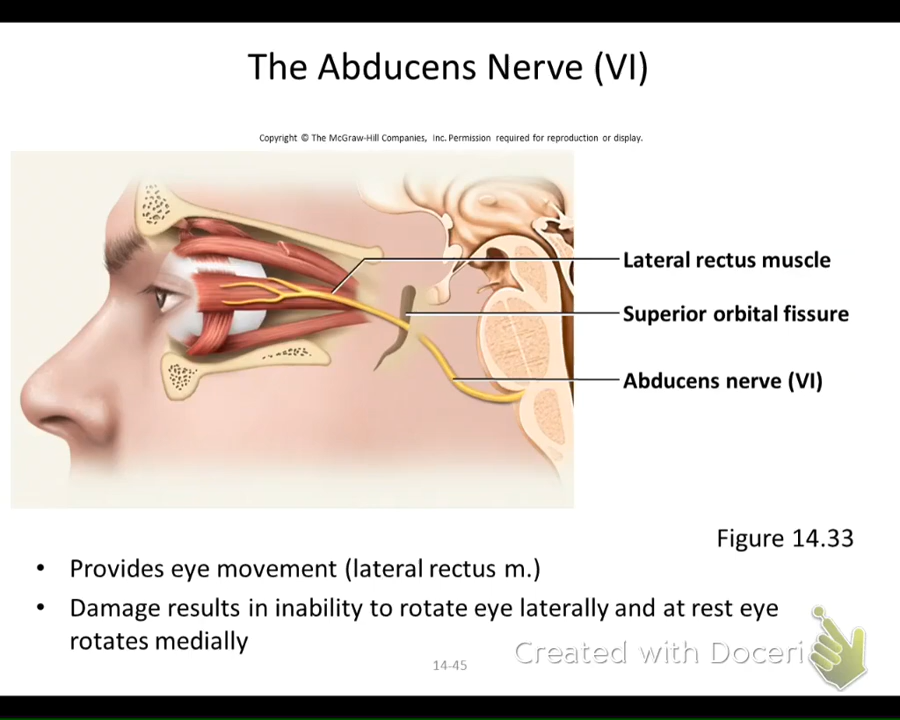 The Abducens Nerve (VI)
Copyright © The McGraw-Hill Companies, Inc. Permission required for reproduction or display.
Lateral rectus muscle
Superior orbital fissure
Abducens nerve (VI)
Figure 14.33
• Provides eye movement (lateral rectus m.)
• Damage results in inability to rotate eye laterally and at rest eye
rotates medially
14-45
Created with Doceri